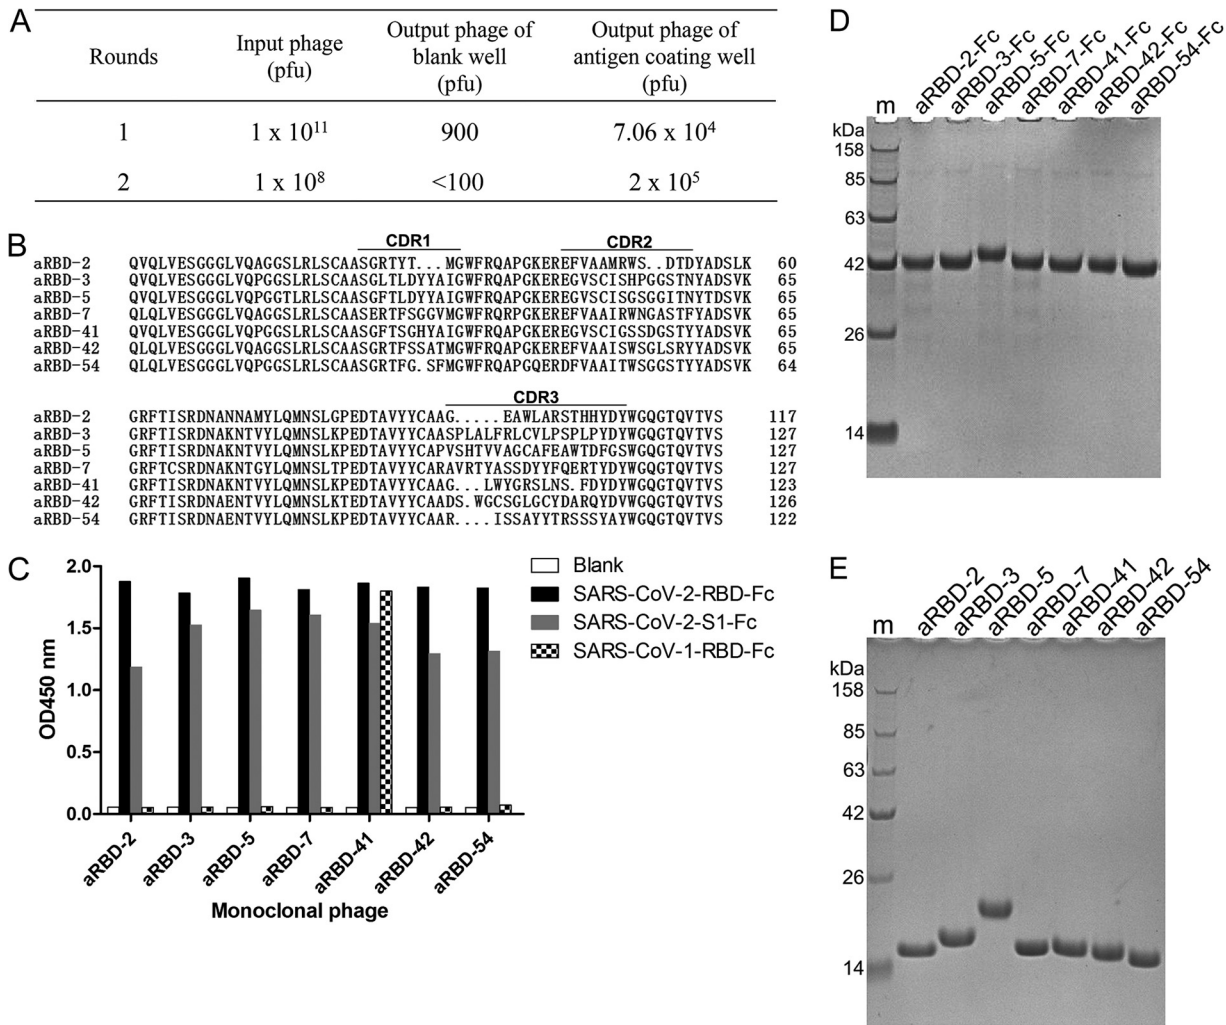 A
Rounds
Input phage (pfu)
Output phage of blank well (pfu)
Output phage of antigen coating well (pfu)
1 1 x 10¹¹ 900 7.06 x 10⁴
2 1 x 10⁸ <100 2 x 10⁵
B
CDR1 CDR2
aRBD-2 QVQLVESGGGLVQAGGSLRLSCAASGRTYT...MGWFRQAPGKEREFVAAMRWS..DTDYADSLK 60
aRBD-3 QVQLVESGGGLVQPGGSLRLSCAASGLTLDYYAIGWFRQAPGKEREGVSCISHPGGSTNYADSVK 65
aRBD-5 QVQLVESGGGLVQPGGTLRLSCAASGFTLDYYAIGWFRQAPGKEREGVSCISGSGGITNYTDSVK 65
aRBD-7 QLQLVESGGGLVQPGGSLRLSCAASERTFSGGVMGWFRQRPGKEREFVAAIRWNGASTFYADSVK 65
aRBD-41 QVQLVESGGGLVQPGGSLRLSCAASGFTSGHYAIGWFRQAPGKEREGVSCIGSSDGSTYYADSVK 65
aRBD-42 QLQLVESGGGLVQPGGSLRLSCAASGRTFSSATMGWFRQAPGKEREFVAAISWSGLSRYYADSVK 65
aRBD-54 QLQLVESGGGLVQPGGSLRLSCAASGRTFG.SFMGWFRQAPGQERDFVAAITWSGGSTYYADSVK 64
CDR3
aRBD-2 GRFTISRDNANNAMYLQMNSLGPEDTAVYYCAAG.....EAWLARSTHHYDYWGQGTQVTVS 117
aRBD-3 GRFTISRDNAKNTVYLQMNSLKPEDTAVYYCAASPLALFRLCVLPSPLPYDYWGQGTQVTVS 127
aRBD-5 GRFTISRDNAKNTVYLQMNSLKPEDTAVYYCAPVSHTVVAGCAFEAWTDFGSWGQGTQVTVS 127
aRBD-7 GRFTCSRDNAKNTGYLQMNSLTPEDTAVYYCARAVRTYASSDYYFQERTYDYWGQGTQVTVS 127
aRBD-41 GRFTISRDNAKNTVYLQMNSLKPEDTAVYYCAAG..LWYGRSLNS.FDYDYWGQGTQVTVS 123
aRBD-42 GRFTISRDNAENTVYLQMNSLKTEDTAVYYCAADS.WGCSGLGCYDARQYDVWGQGTQVTVS 126
aRBD-54 GRFTISRDNAENTVYLQMNSLKPEDTAVYYCAAR....ISSAYYTRSSSYAYWGQGTQVTVS 122
C
OD450 nm
2.0
1.5
1.0
0.5
0.0
Blank
SARS-CoV-2-RBD-Fc
SARS-CoV-2-S1-Fc
SARS-CoV-1-RBD-Fc
aRBD-2 aRBD-3 aRBD-5 aRBD-7 aRBD-41 aRBD-42 aRBD-54
Monoclonal phage
D
m aRBD-2-Fc aRBD-3-Fc aRBD-5-Fc aRBD-7-Fc aRBD-41-Fc aRBD-42-Fc aRBD-54-Fc
kDa
158
85
63
42
26
14
E
m aRBD-2 aRBD-3 aRBD-5 aRBD-7 aRBD-41 aRBD-42 aRBD-54
kDa
158
85
63
42
26
14